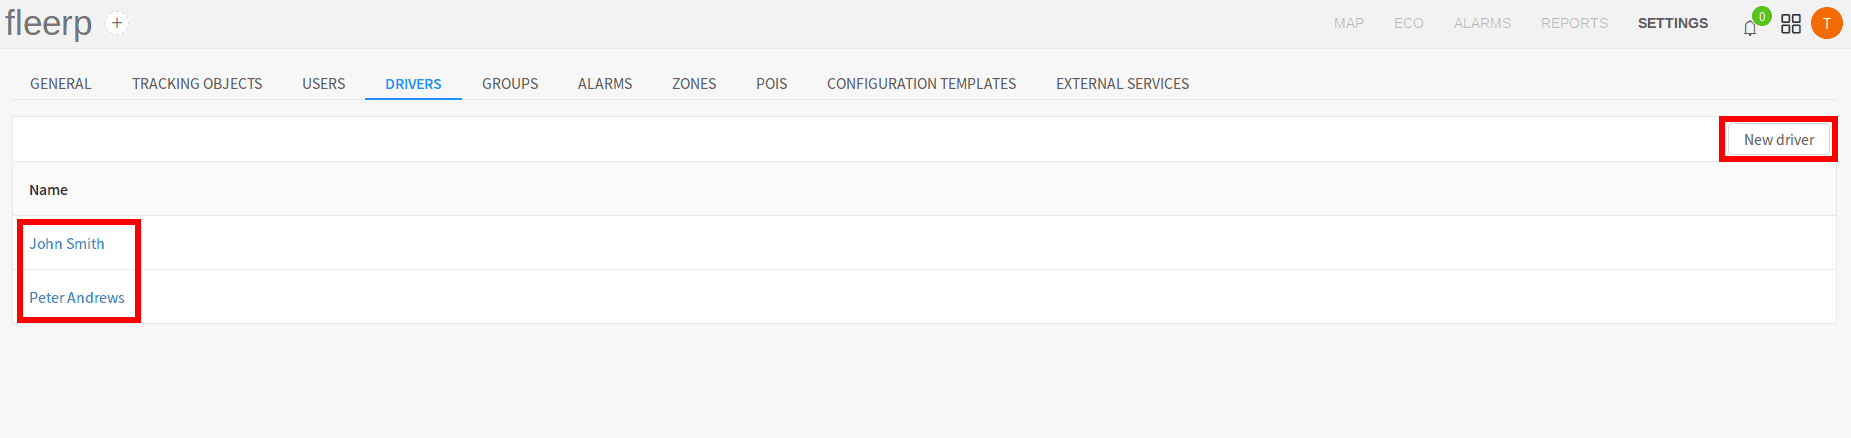 fleerp + MAP ECO ALARMS REPORTS SETTINGS 0 T
GENERAL TRACKING OBJECTS USERS DRIVERS GROUPS ALARMS ZONES POIS CONFIGURATION TEMPLATES EXTERNAL SERVICES
New driver
Name
John Smith
Peter Andrews